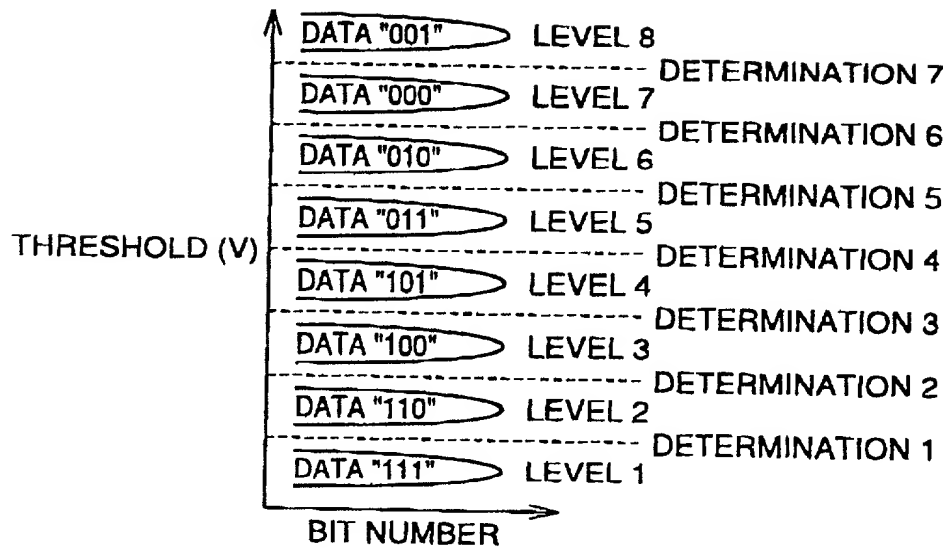 DATA "001" LEVEL 8
DETERMINATION 7
DATA "000" LEVEL 7
DETERMINATION 6
DATA "010" LEVEL 6
DETERMINATION 5
DATA "011" LEVEL 5
THRESHOLD (V)
DETERMINATION 4
DATA "101" LEVEL 4
DETERMINATION 3
DATA "100" LEVEL 3
DETERMINATION 2
DATA "110" LEVEL 2
DETERMINATION 1
DATA "111" LEVEL 1
BIT NUMBER